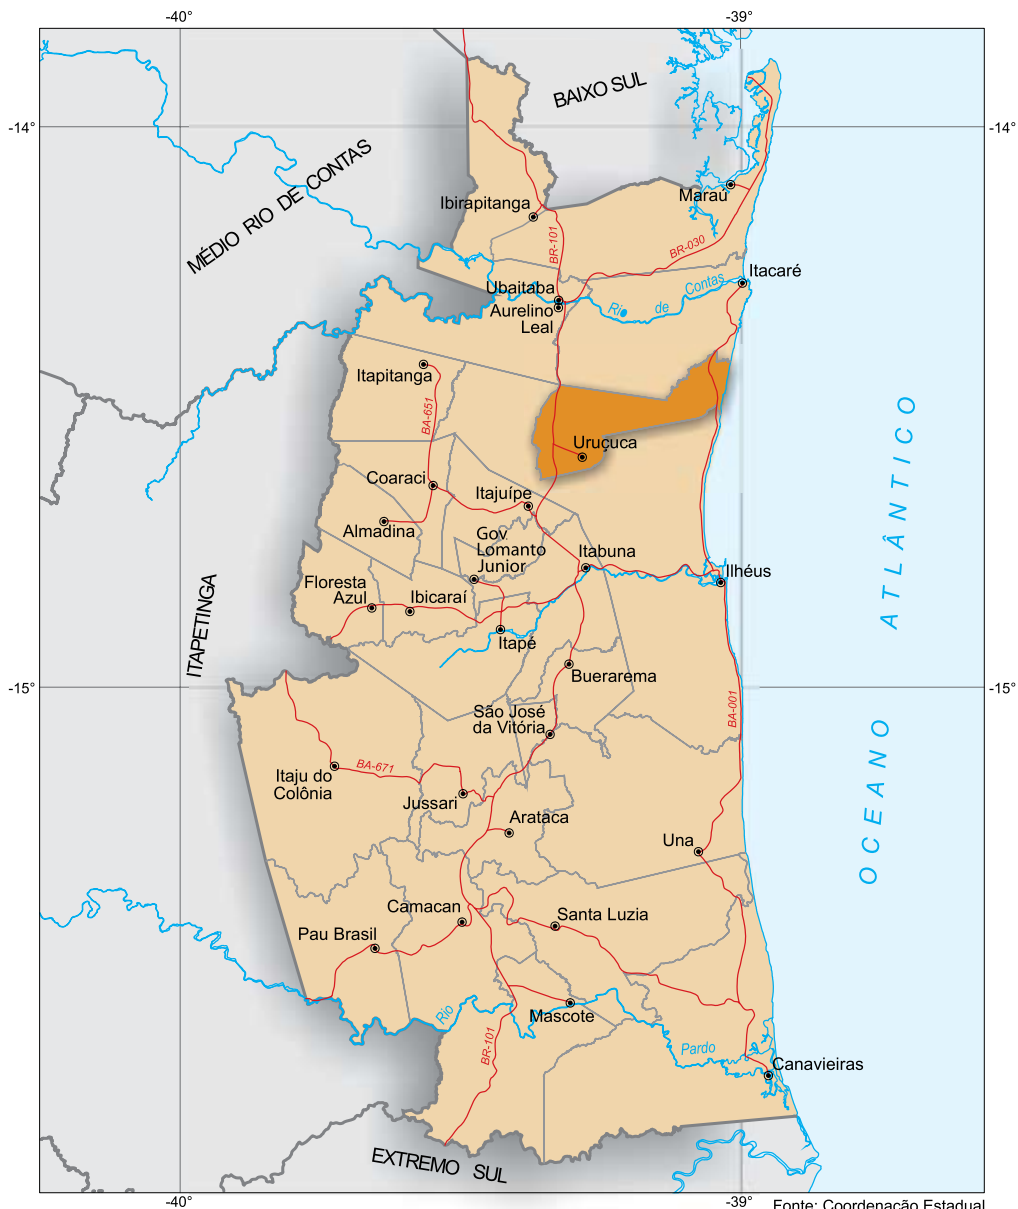 -40°
-39°
BAIXO SUL
-14°
-14°
MÉDIO RIO DE CONTAS
Maraú
Ibirapitanga
BR-101
BR-030
Itacaré
Ubaitaba
Contas
Aurelino
Leal
Rio
de
Itapitanga
BA-651
Uruçuca
ATLÂNTICO
Coaraci
Itajuípe
Almadina
Gov.
Lomanto
Junior
Itabuna
Ilhéus
Floresta
Azul
Ibicaraí
ITAPETINGA
Itapé
Buerarema
-15°
-15°
BA-001
São José
da Vitória
OCEANO
BA-671
Itaju do
Colônia
Jussari
Arataca
Una
Camacan
Santa Luzia
Pau Brasil
Rio
Mascote
BR-101
Pardo
Canavieiras
EXTREMO SUL
-40°
-39°
Fonte: Coordenação Estadual